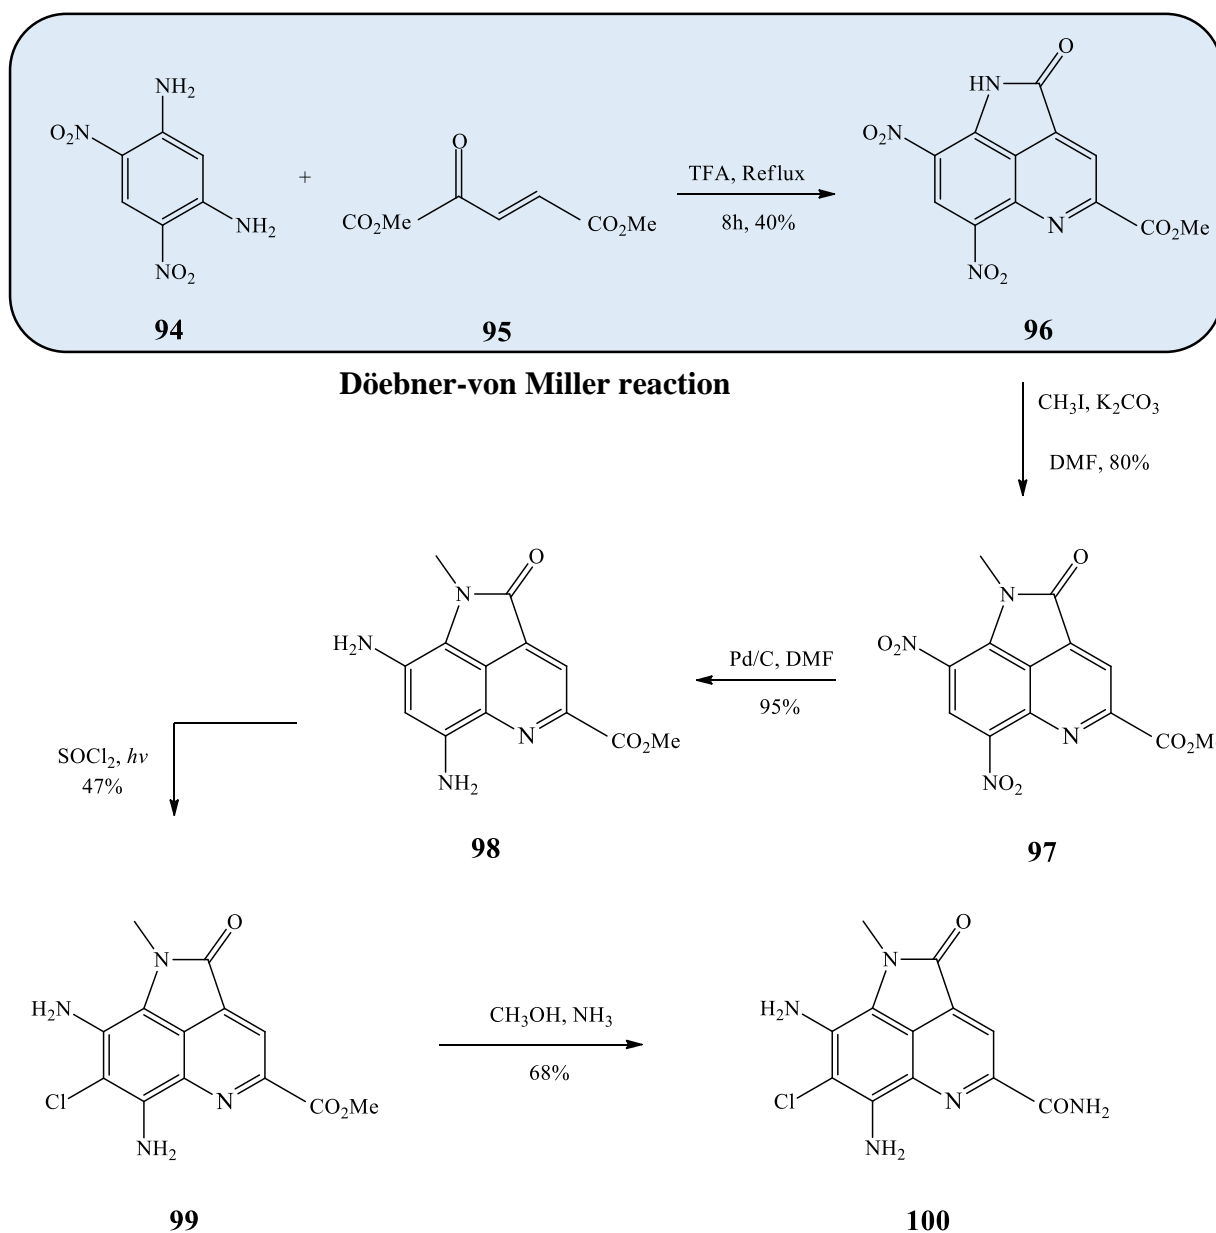 O
NH₂
HN
O₂N
O
O₂N
+
TFA, Reflux
8h, 40%
NH₂
CO₂Me
CO₂Me
N
CO₂Me
NO₂
NO₂
94
95
96
Döebner-von Miller reaction
CH₃I, K₂CO₃
DMF, 80%
O
N
H₂N
N
CO₂Me
NH₂
98
Pd/C, DMF
95%
O
N
O₂N
N
CO₂M
NO₂
97
SOCl₂, hν
47%
O
N
H₂N
Cl
N
CO₂Me
NH₂
99
CH₃OH, NH₃
68%
O
N
H₂N
Cl
N
CONH₂
NH₂
100